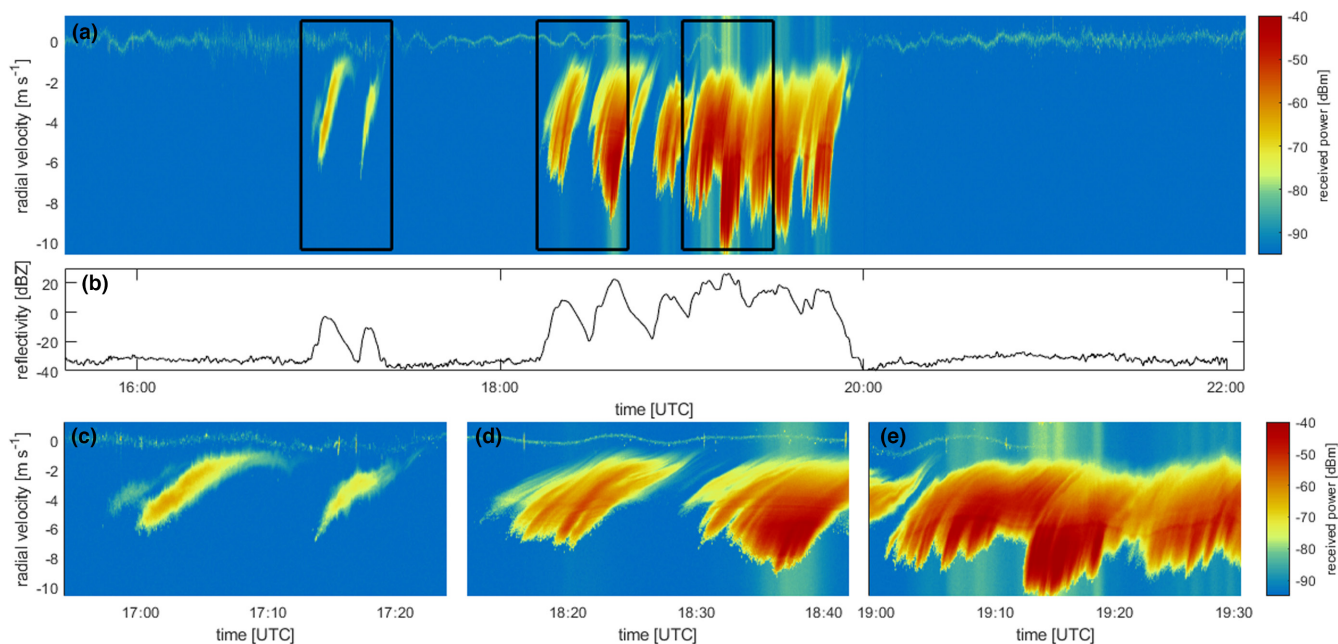 (a)
radial velocity [m s⁻¹]
0
-2
-4
-6
-8
-10
-40
-50
-60
-70
-80
-90
received power [dBm]
(b)
reflectivity [dBZ]
20
0
-20
-40
16:00 18:00 20:00 22:00
time [UTC]
(c) (d) (e)
radial velocity [m s⁻¹]
0
-2
-4
-6
-8
-10
-40
-50
-60
-70
-80
-90
received power [dBm]
17:00 17:10 17:20 18:20 18:30 18:40 19:00 19:10 19:20 19:30
time [UTC] time [UTC] time [UTC]